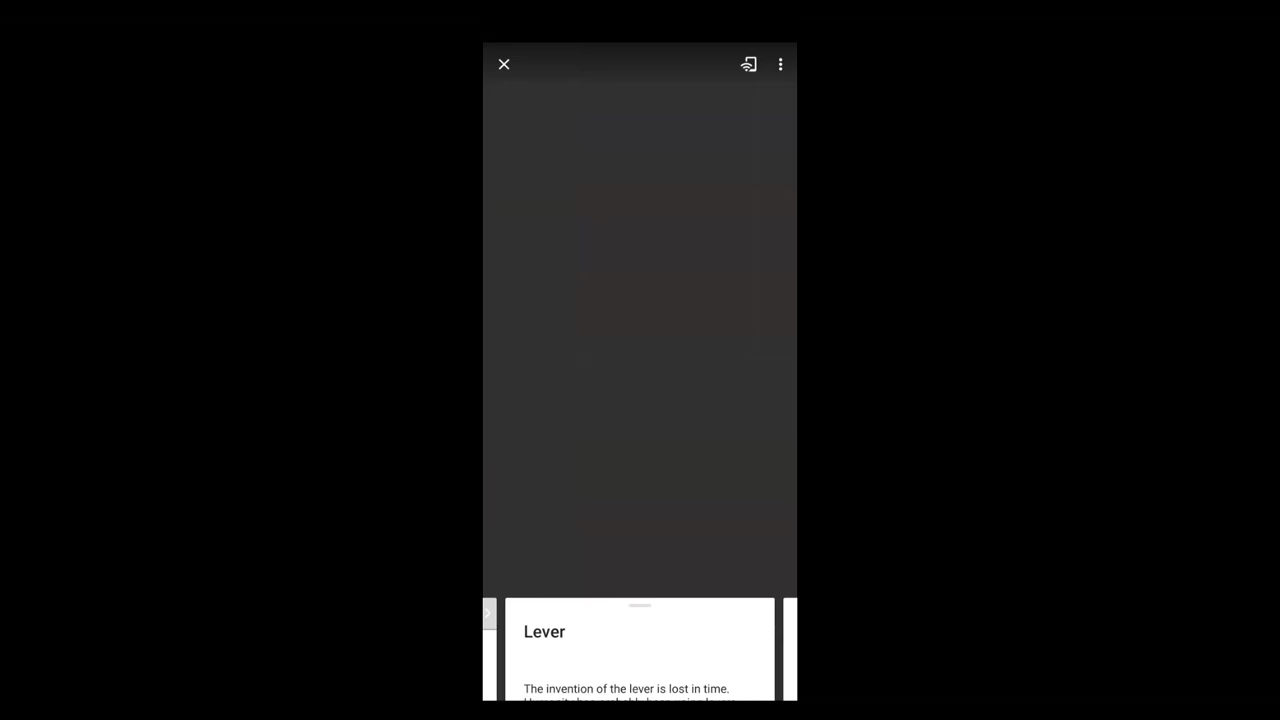 Lever
The invention of the lever is lost in time.